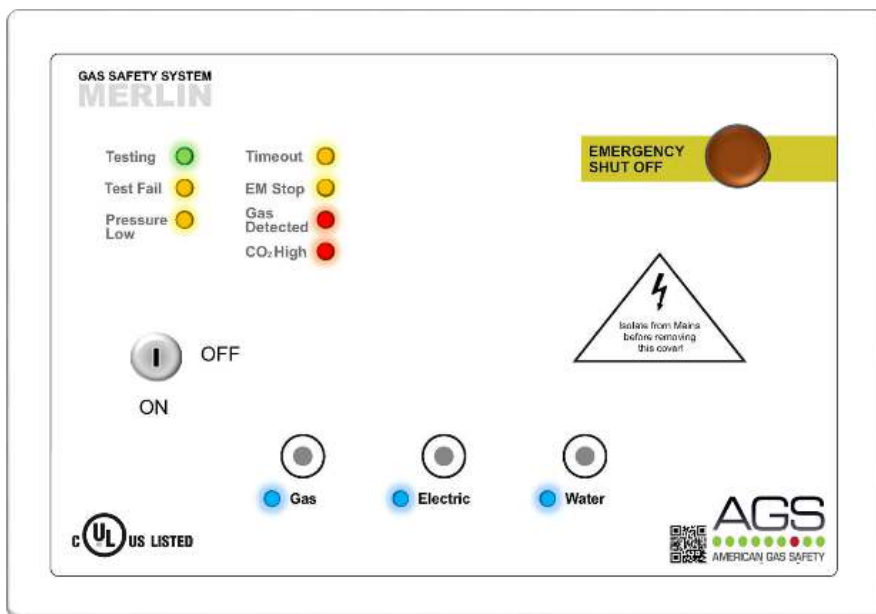 GAS SAFETY SYSTEM
MERLIN
Testing
Test Fail
Pressure
Low
Timeout
EM Stop
Gas
Detected
CO₂ High
EMERGENCY
SHUT OFF
Isolate from Mains
before removing
this cover!
OFF
ON
Gas
Electric
Water
C UL US LISTED
AGS
AMERICAN GAS SAFETY